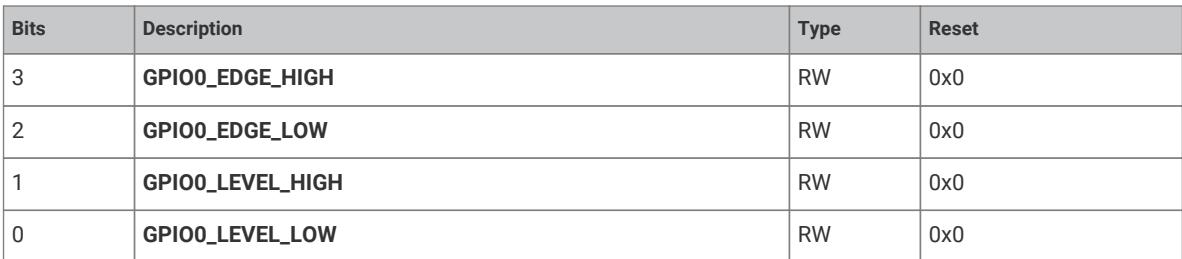 Bits Description Type Reset
3 GPIO0_EDGE_HIGH RW 0x0
2 GPIO0_EDGE_LOW RW 0x0
1 GPIO0_LEVEL_HIGH RW 0x0
0 GPIO0_LEVEL_LOW RW 0x0